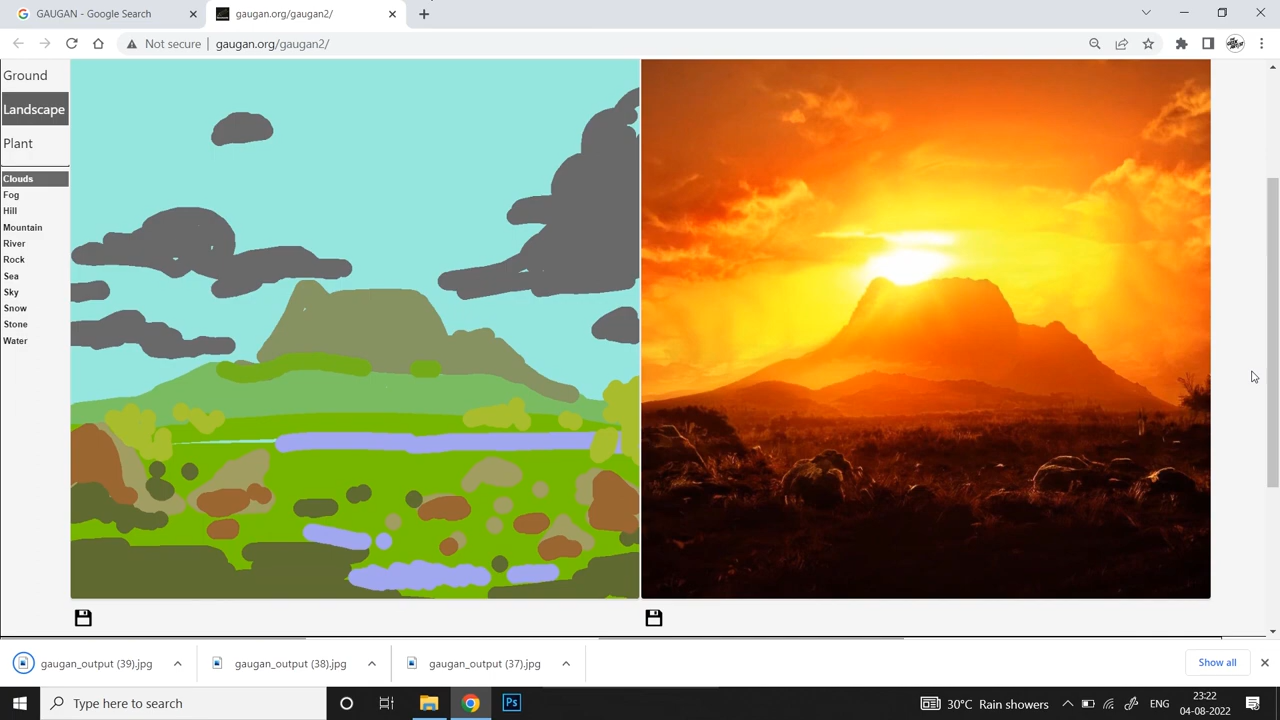 GAUGAN - Google Search
gaugan.org/gaugan2/
Not secure
gaugan.org/gaugan2/
Ground
Landscape
Plant
Clouds
Fog
Hill
Mountain
River
Rock
Sea
Sky
Snow
Stone
Water
gaugan_output (39).jpg
gaugan_output (38).jpg
gaugan_output (37).jpg
Show all
Type here to search
Ps
30°C Rain showers
ENG
23:22
04-08-2022